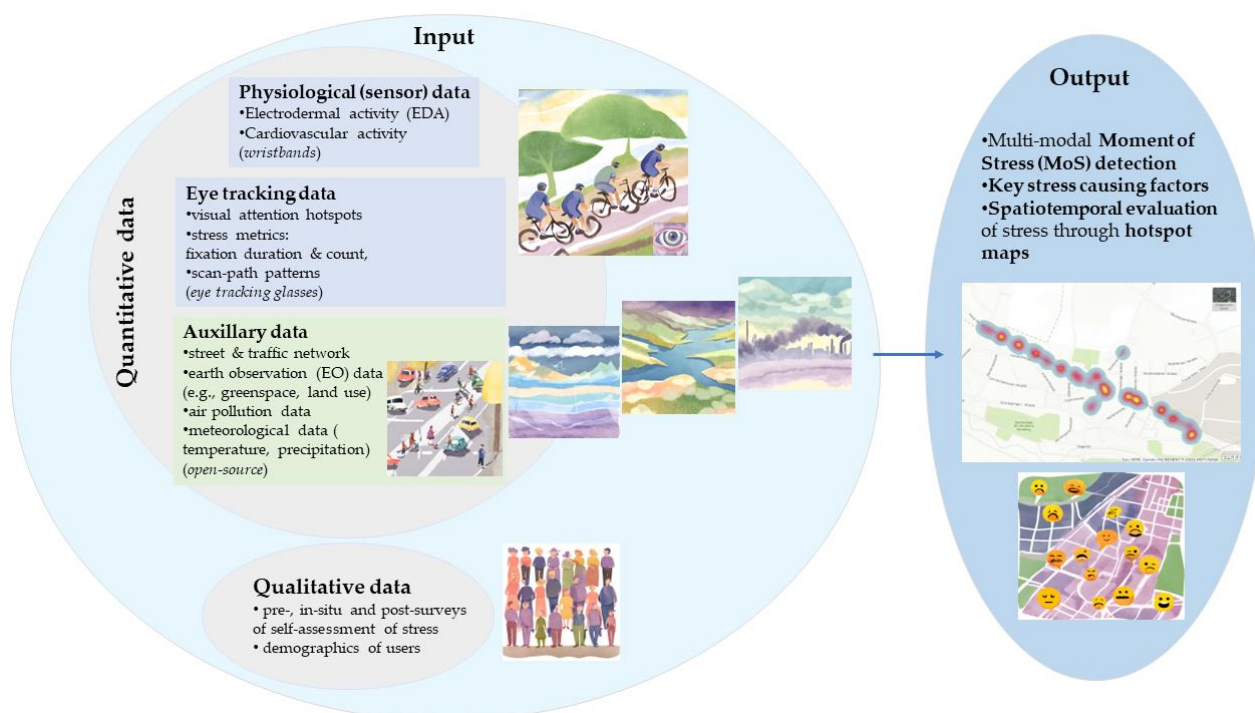 Input
Quantitative data
Physiological (sensor) data
•Electrodermal activity (EDA)
•Cardiovascular activity
(wristbands)
Eye tracking data
•visual attention hotspots
•stress metrics:
fixation duration & count,
•scan-path patterns
(eye tracking glasses)
Auxillary data
•street & traffic network
•earth observation (EO) data
(e.g., greenspace, land use)
•air pollution data
•meteorological data (
temperature, precipitation)
(open-source)
Qualitative data
• pre-, in-situ and post-surveys
of self-assessment of stress
• demographics of users
Output
•Multi-modal Moment of
Stress (MoS) detection
•Key stress causing factors
•Spatiotemporal evaluation
of stress through hotspot
maps